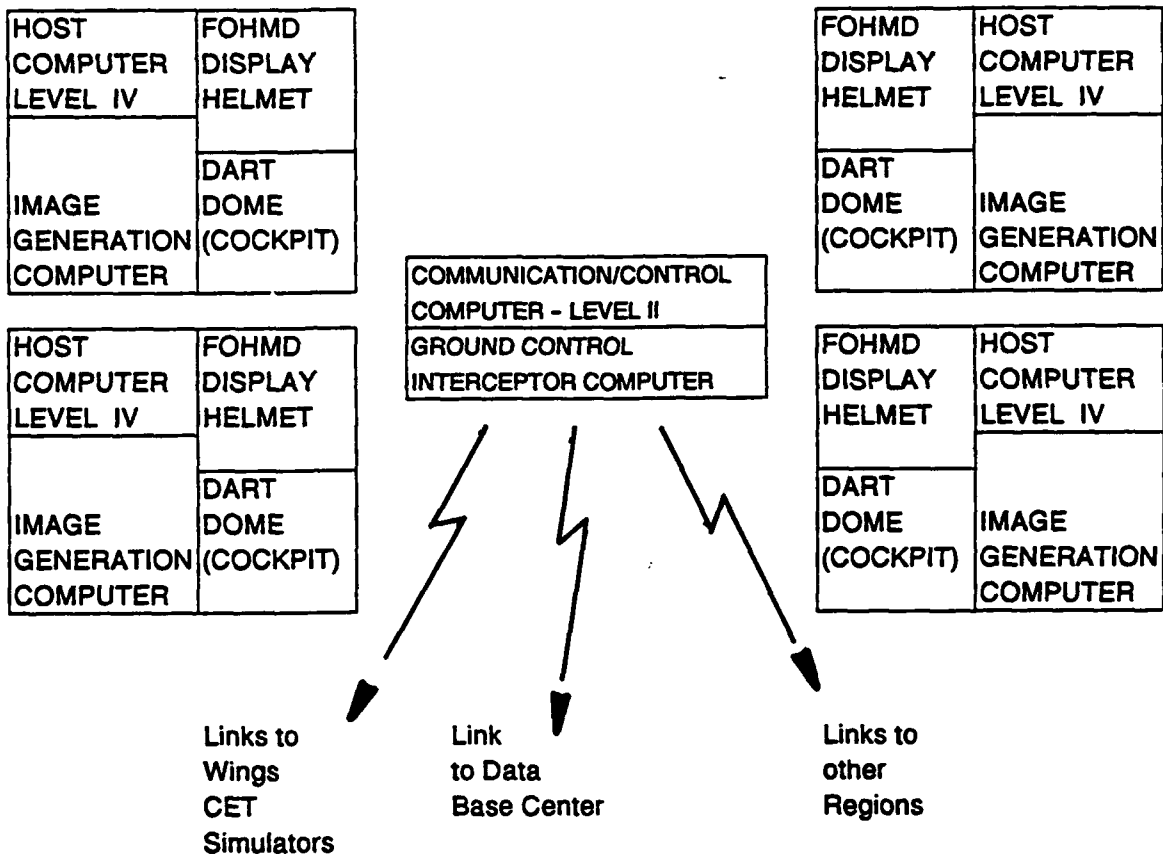 HOST
COMPUTER
LEVEL IV
FOHMD
DISPLAY
HELMET
IMAGE
GENERATION
COMPUTER
DART
DOME
(COCKPIT)
FOHMD
DISPLAY
HELMET
HOST
COMPUTER
LEVEL IV
DART
DOME
(COCKPIT)
IMAGE
GENERATION
COMPUTER
COMMUNICATION/CONTROL
COMPUTER - LEVEL II
GROUND CONTROL
INTERCEPTOR COMPUTER
HOST
COMPUTER
LEVEL IV
FOHMD
DISPLAY
HELMET
IMAGE
GENERATION
COMPUTER
DART
DOME
(COCKPIT)
FOHMD
DISPLAY
HELMET
HOST
COMPUTER
LEVEL IV
DART
DOME
(COCKPIT)
IMAGE
GENERATION
COMPUTER
Links to
Wings
CET
Simulators
Link
to Data
Base Center
Links to
other
Regions